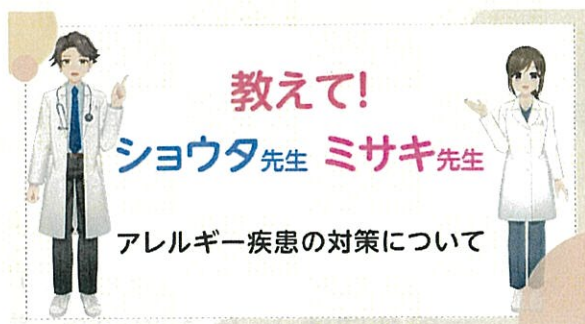 教えて!
ショウタ先生 ミサキ先生
アレルギー疾患の対策について